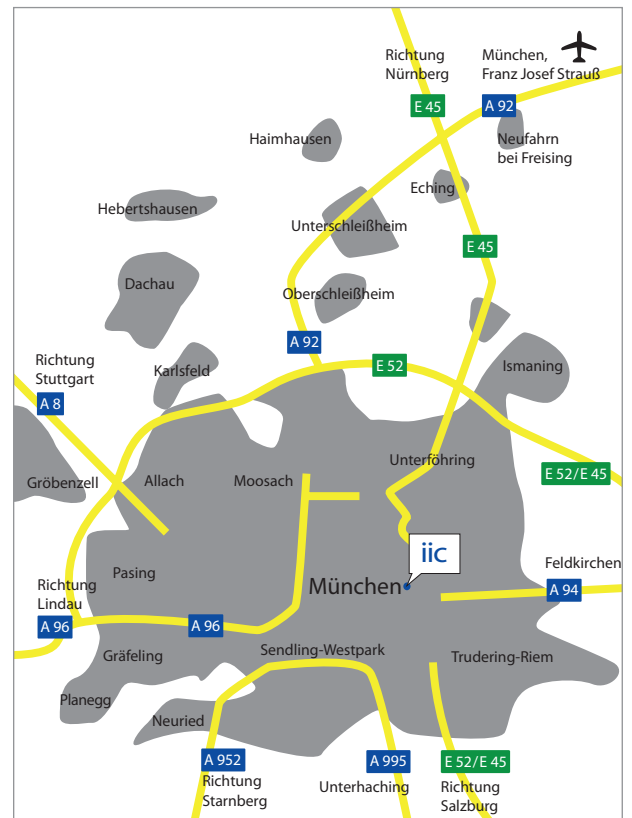 Richtung
Nürnberg
München,
Franz Josef Strauß
E 45
A 92
Haimhausen
Neufahrn
bei Freising
Eching
Hebertshausen
Unterschleißheim
E 45
Dachau
Oberschleißheim
A 92
Richtung
Stuttgart
Karlsfeld
E 52
Ismaning
A 8
Gröbenzell
Allach
Moosach
Unterföhring
E 52/E 45
iic
Feldkirchen
Pasing
München
Richtung
Lindau
A 94
A 96
A 96
Gräfeling
Sendling-Westpark
Trudering-Riem
Planegg
Neuried
A 952
A 995
E 52/E 45
Richtung
Starnberg
Unterhaching
Richtung
Salzburg